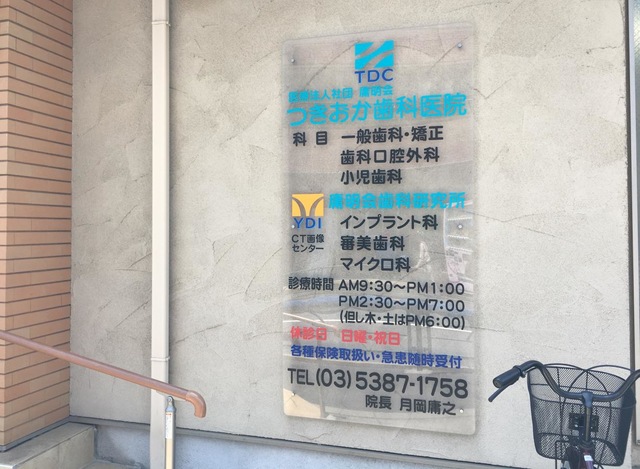 TDC
医療法人社団 庸明会
つきおか歯科医院
科目 一般歯科・矯正
歯科口腔外科
小児歯科
庸明会歯科研究所
YDI
インプラント科
CT画像
センター
審美歯科
マイクロ科
診療時間 AM9:30～PM1:00
PM2:30～PM7:00
(但し木・土はPM6:00)
休診日 日曜・祝日
各種保険取扱い・急患随時受付
TEL(03)5387-1758
院長 月岡庸之